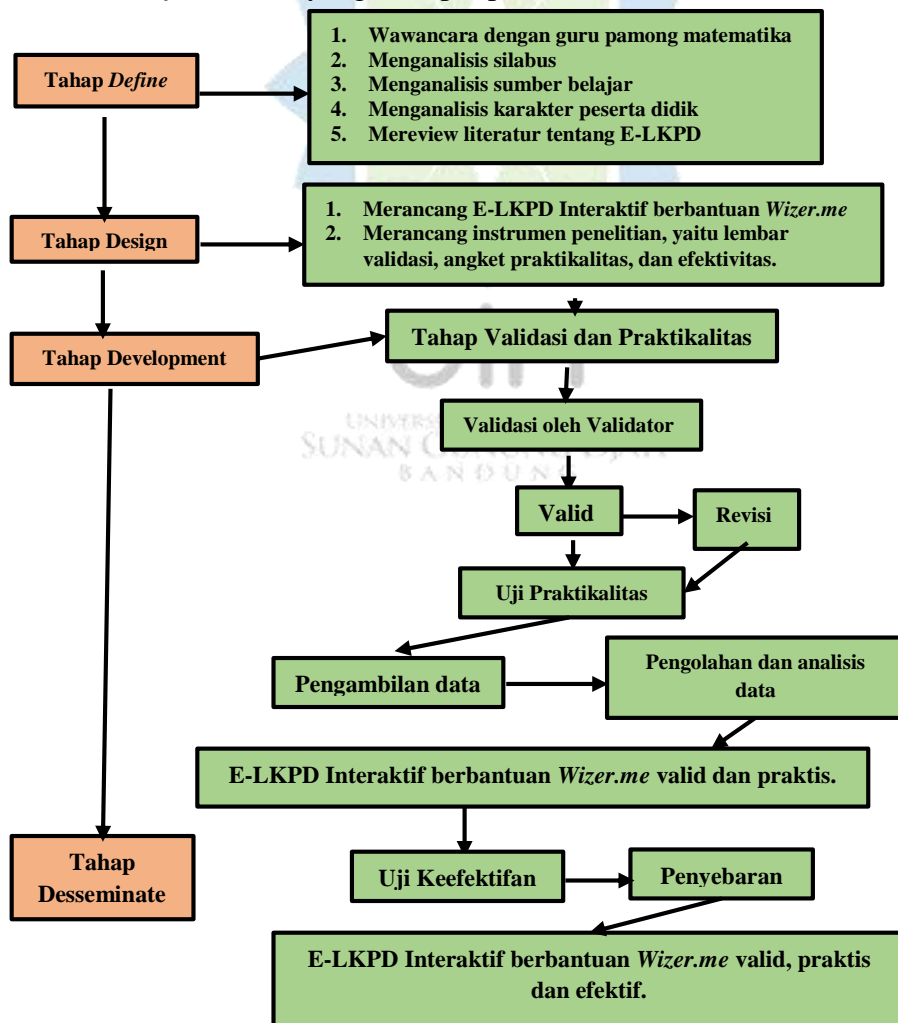 1. Wawancara dengan guru pamong matematika
2. Menganalisis silabus
3. Menganalisis sumber belajar
4. Menganalisis karakter peserta didik
5. Mereview literatur tentang E-LKPD
Tahap Define
1. Merancang E-LKPD Interaktif berbantuan Wizer.me
2. Merancang instrumen penelitian, yaitu lembar
validasi, angket praktikalitas, dan efektivitas.
Tahap Design
Tahap Validasi dan Praktikalitas
Tahap Development
Validasi oleh Validator
SUNAN
BANDUNG
Valid
Revisi
Uji Praktikalitas
Pengambilan data
Pengolahan dan analisis
data
E-LKPD Interaktif berbantuan Wizer.me valid dan praktis.
Tahap
Desseminate
Uji Keefektifan
Penyebaran
E-LKPD Interaktif berbantuan Wizer.me valid, praktis
dan efektif.